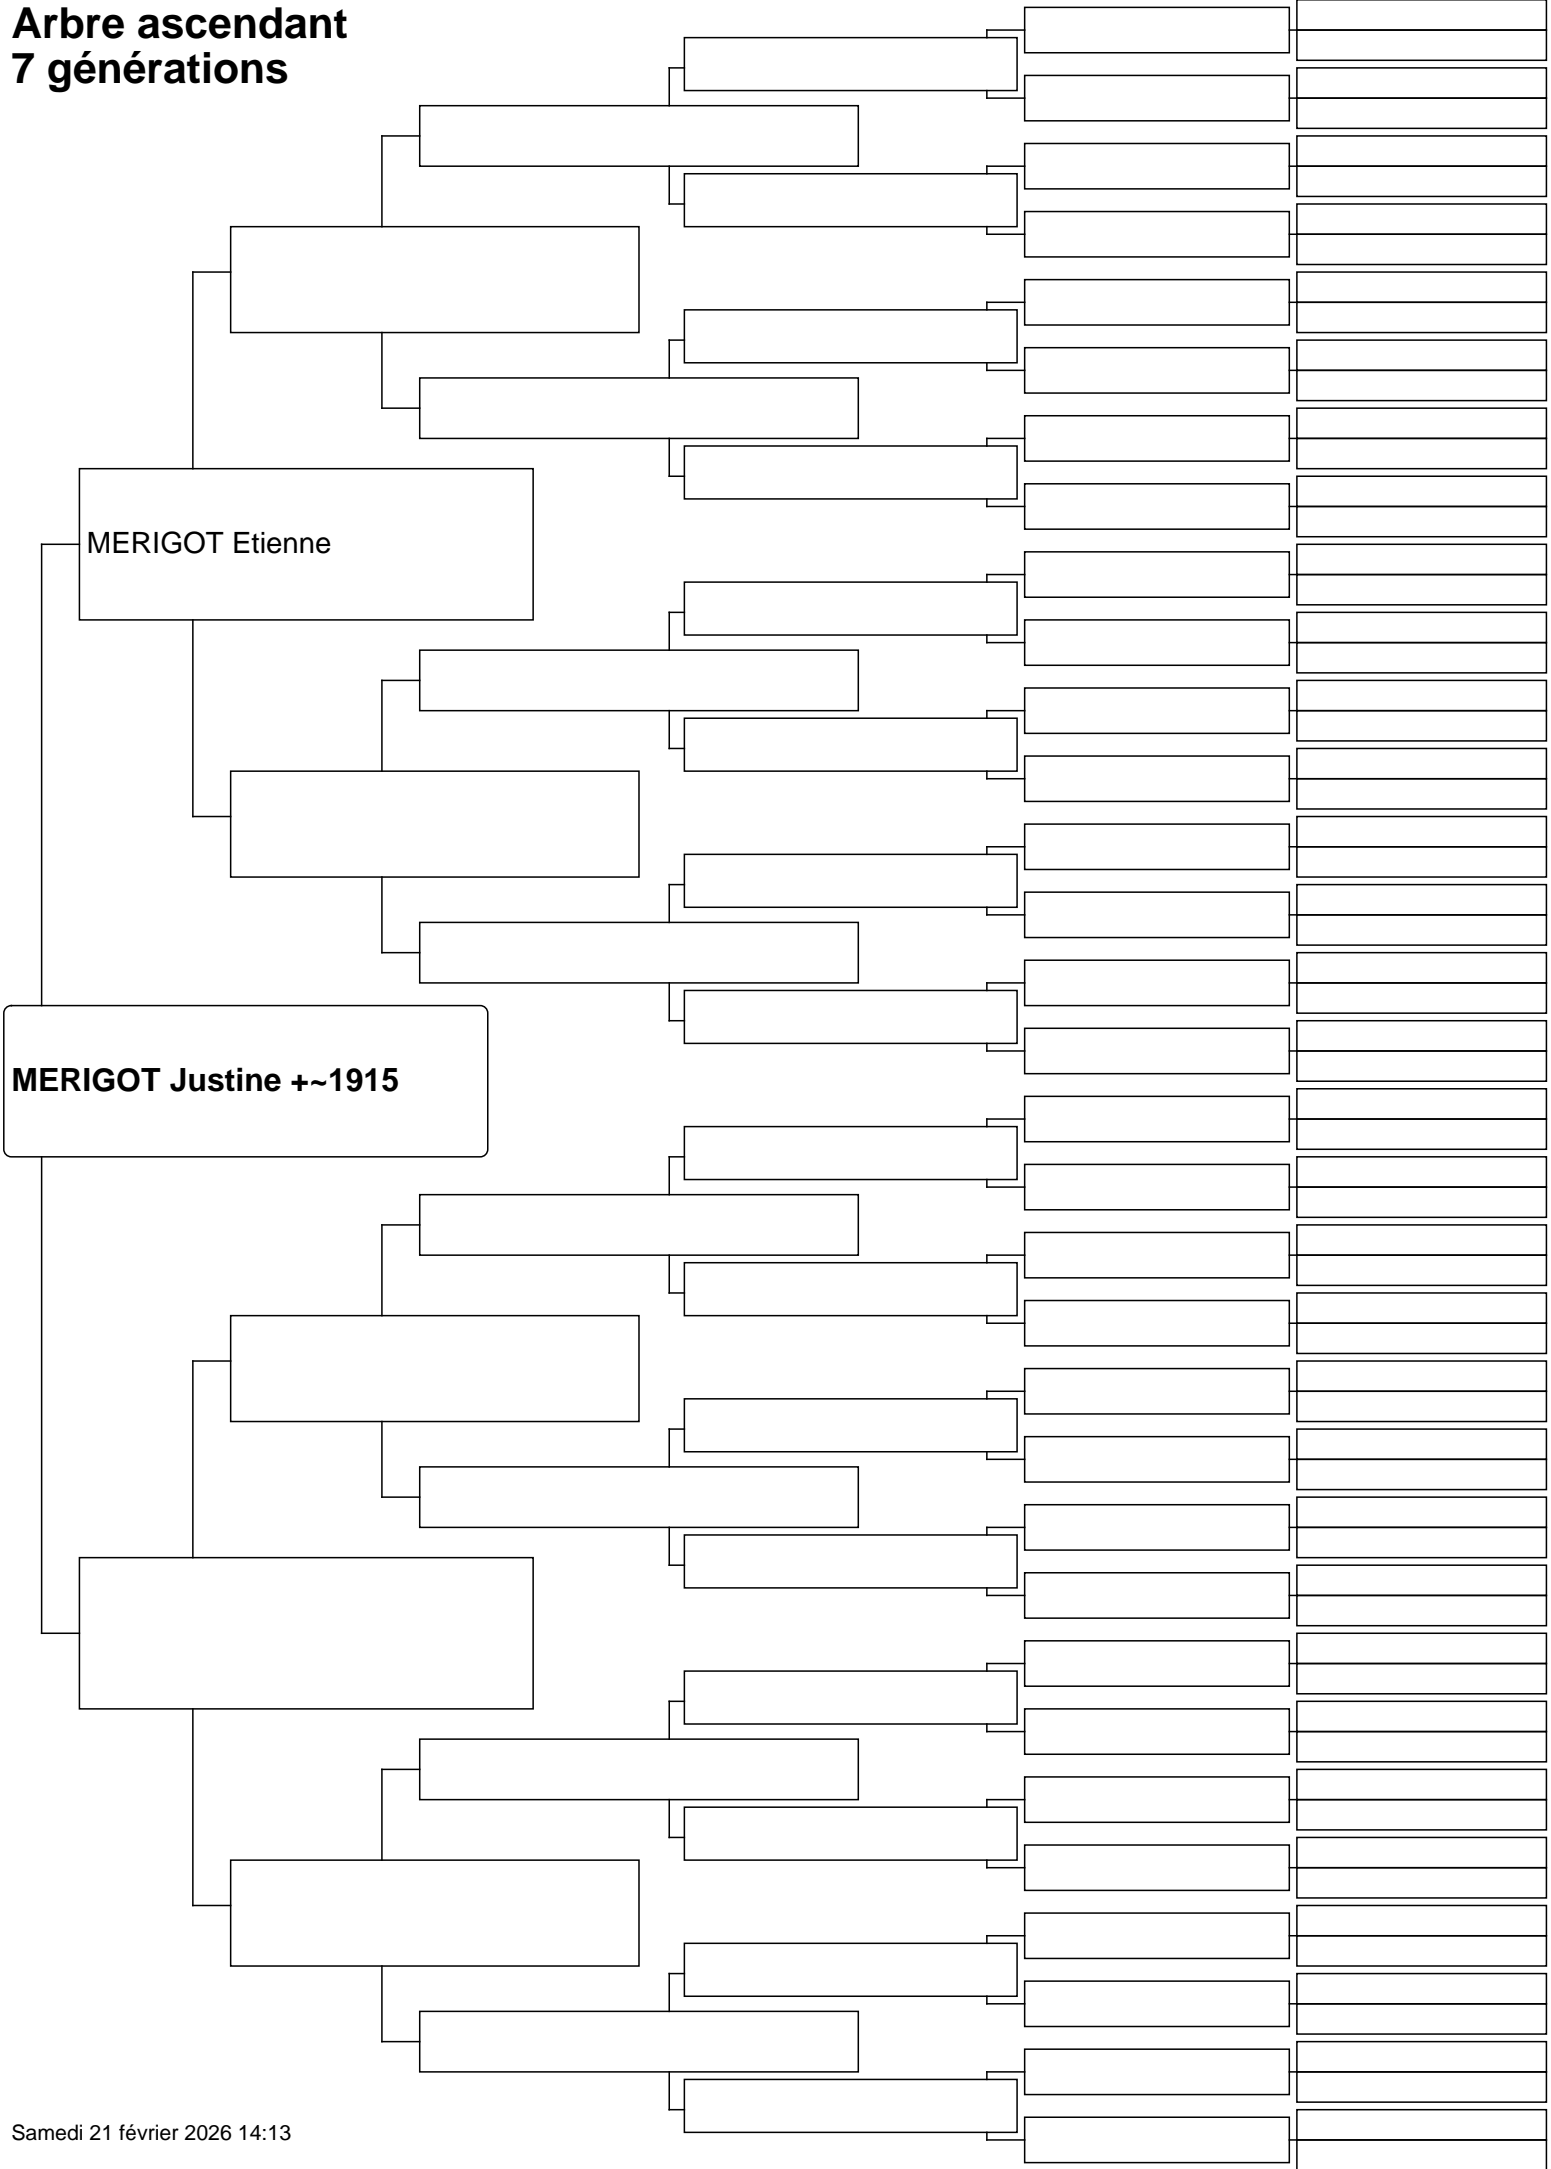 Arbre ascendant
7 générations
MERIGOT Etienne
MERIGOT Justine +~1915
Samedi 21 février 2026 14:13